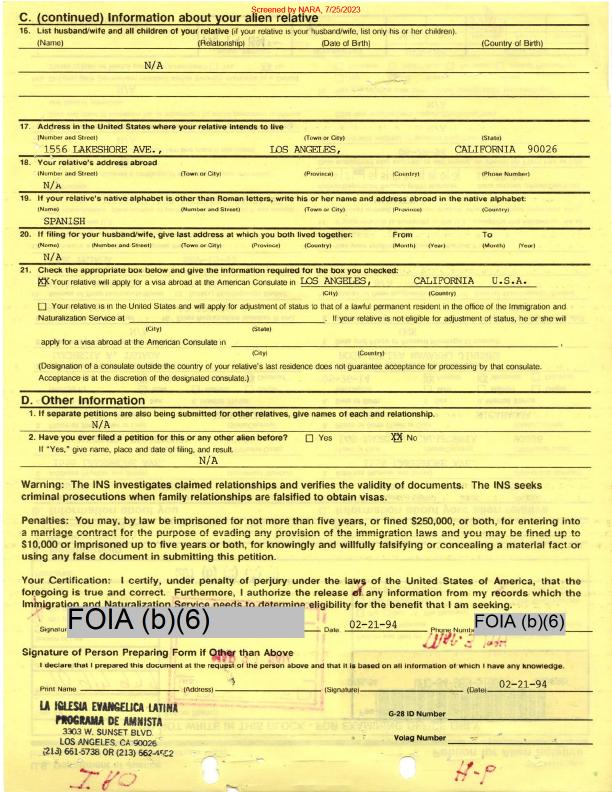 Screened by NARA, 7/25/2023
C. (continued) Information about your alien relative
16. List husband/wife and all children of your relative (if your relative is your husband/wife, list only his or her children).
(Name) (Relationship) (Date of Birth) (Country of Birth)
N/A
17. Address in the United States where your relative intends to live
(Number and Street) (Town or City) (State)
1556 LAKESHORE AVE., LOS ANGELES, CALIFORNIA 90026
18. Your relative's address abroad
(Number and Street) (Town or City) (Province) (Country) (Phone Number)
N/A
19. If your relative's native alphabet is other than Roman letters, write his or her name and address abroad in the native alphabet:
(Name) (Number and Street) (Town or City) (Province) (Country)
SPANISH
20. If filing for your husband/wife, give last address at which you both lived together: From To
(Name) (Number and Street) (Town or City) (Province) (Country) (Month) (Year) (Month) (Year)
N/A
21. Check the appropriate box below and give the information required for the box you checked:
XX Your relative will apply for a visa abroad at the American Consulate in LOS ANGELES, CALIFORNIA U.S.A.
(City) (Country)
Your relative is in the United States and will apply for adjustment of status to that of a lawful permanent resident in the office of the Immigration and
Naturalization Service at . If your relative is not eligible for adjustment of status, he or she will
(City) (State)
apply for a visa abroad at the American Consulate in ,
(City) (Country)
(Designation of a consulate outside the country of your relative's last residence does not guarantee acceptance for processing by that consulate.
Acceptance is at the discretion of the designated consulate.)
D. Other Information
1. If separate petitions are also being submitted for other relatives, give names of each and relationship.
N/A
2. Have you ever filed a petition for this or any other alien before? Yes XX No
If "Yes," give name, place and date of filing, and result.
N/A
Warning: The INS investigates claimed relationships and verifies the validity of documents. The INS seeks
criminal prosecutions when family relationships are falsified to obtain visas.
Penalties: You may, by law be imprisoned for not more than five years, or fined $250,000, or both, for entering into
a marriage contract for the purpose of evading any provision of the immigration laws and you may be fined up to
$10,000 or imprisoned up to five years or both, for knowingly and willfully falsifying or concealing a material fact or
using any false document in submitting this petition.
Your Certification: I certify, under penalty of perjury under the laws of the United States of America, that the
foregoing is true and correct. Furthermore, I authorize the release of any information from my records which the
Immigration and Naturalization Service needs to determine eligibility for the benefit that I am seeking.
Signatur FOIA (b)(6) Date 02-21-94 Phone Numb FOIA (b)(6)
Signature of Person Preparing Form if Other than Above
I declare that I prepared this document at the request of the person above and that it is based on all information of which I have any knowledge.
Print Name (Address) (Signature) (Date) 02-21-94
LA IGLESIA EVANGELICA LATINA
PROGRAMA DE AMNISTA
3303 W. SUNSET BLVD.
LOS ANGELES, CA 90026
(213) 661-5738 OR (213) 662-4552
G-28 ID Number
Volag Number